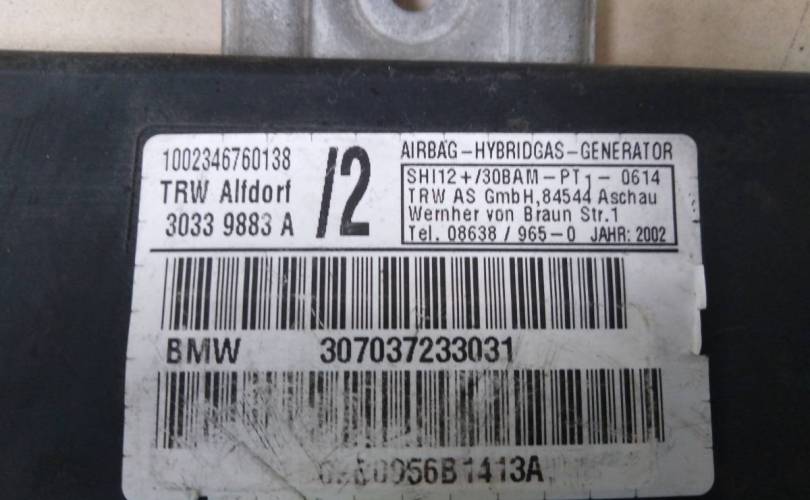 1002346760138
TRW Alfdorf
3033 9883 A
/2
AIRBAG-HYBRIDGAS-GENERATOR
SHI12+/30BAM-PT1-0614
TRW AS GmbH,84544 Aschau
Wernher von Braun Str.1
Tel. 08638 / 965-0 JAHR: 2002
BMW 307037233031